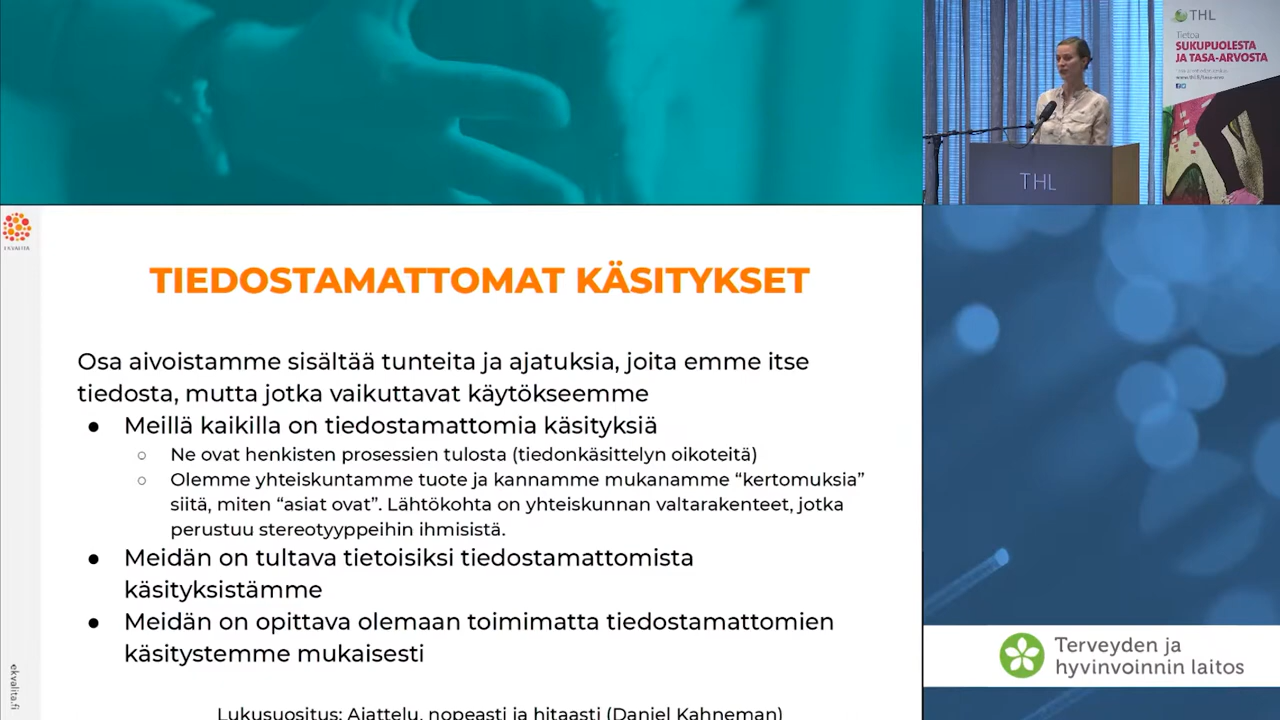 THL
Tietoa
SUKUPUOLESTA
JA TASA-ARVOSTA
THL
EKVALITA
TIEDOSTAMATTOMAT KÄSITYKSET
Osa aivoistamme sisältää tunteita ja ajatuksia, joita emme itse
tiedosta, mutta jotka vaikuttavat käytökseemme
● Meillä kaikilla on tiedostamattomia käsityksiä
○ Ne ovat henkisten prosessien tulosta (tiedonkäsittelyn oikoteitä)
○ Olemme yhteiskuntamme tuote ja kannamme mukanamme “kertomuksia”
siitä, miten “asiat ovat”. Lähtökohta on yhteiskunnan valtarakenteet, jotka
perustuu stereotyyppeihin ihmisistä.
● Meidän on tultava tietoisiksi tiedostamattomista
käsityksistämme
● Meidän on opittava olemaan toimimatta tiedostamattomien
käsitystemme mukaisesti
Lukusuositus: Ajattelu, nopeasti ja hitaasti (Daniel Kahneman)
ekvalita.fi
Terveyden ja
hyvinvoinnin laitos